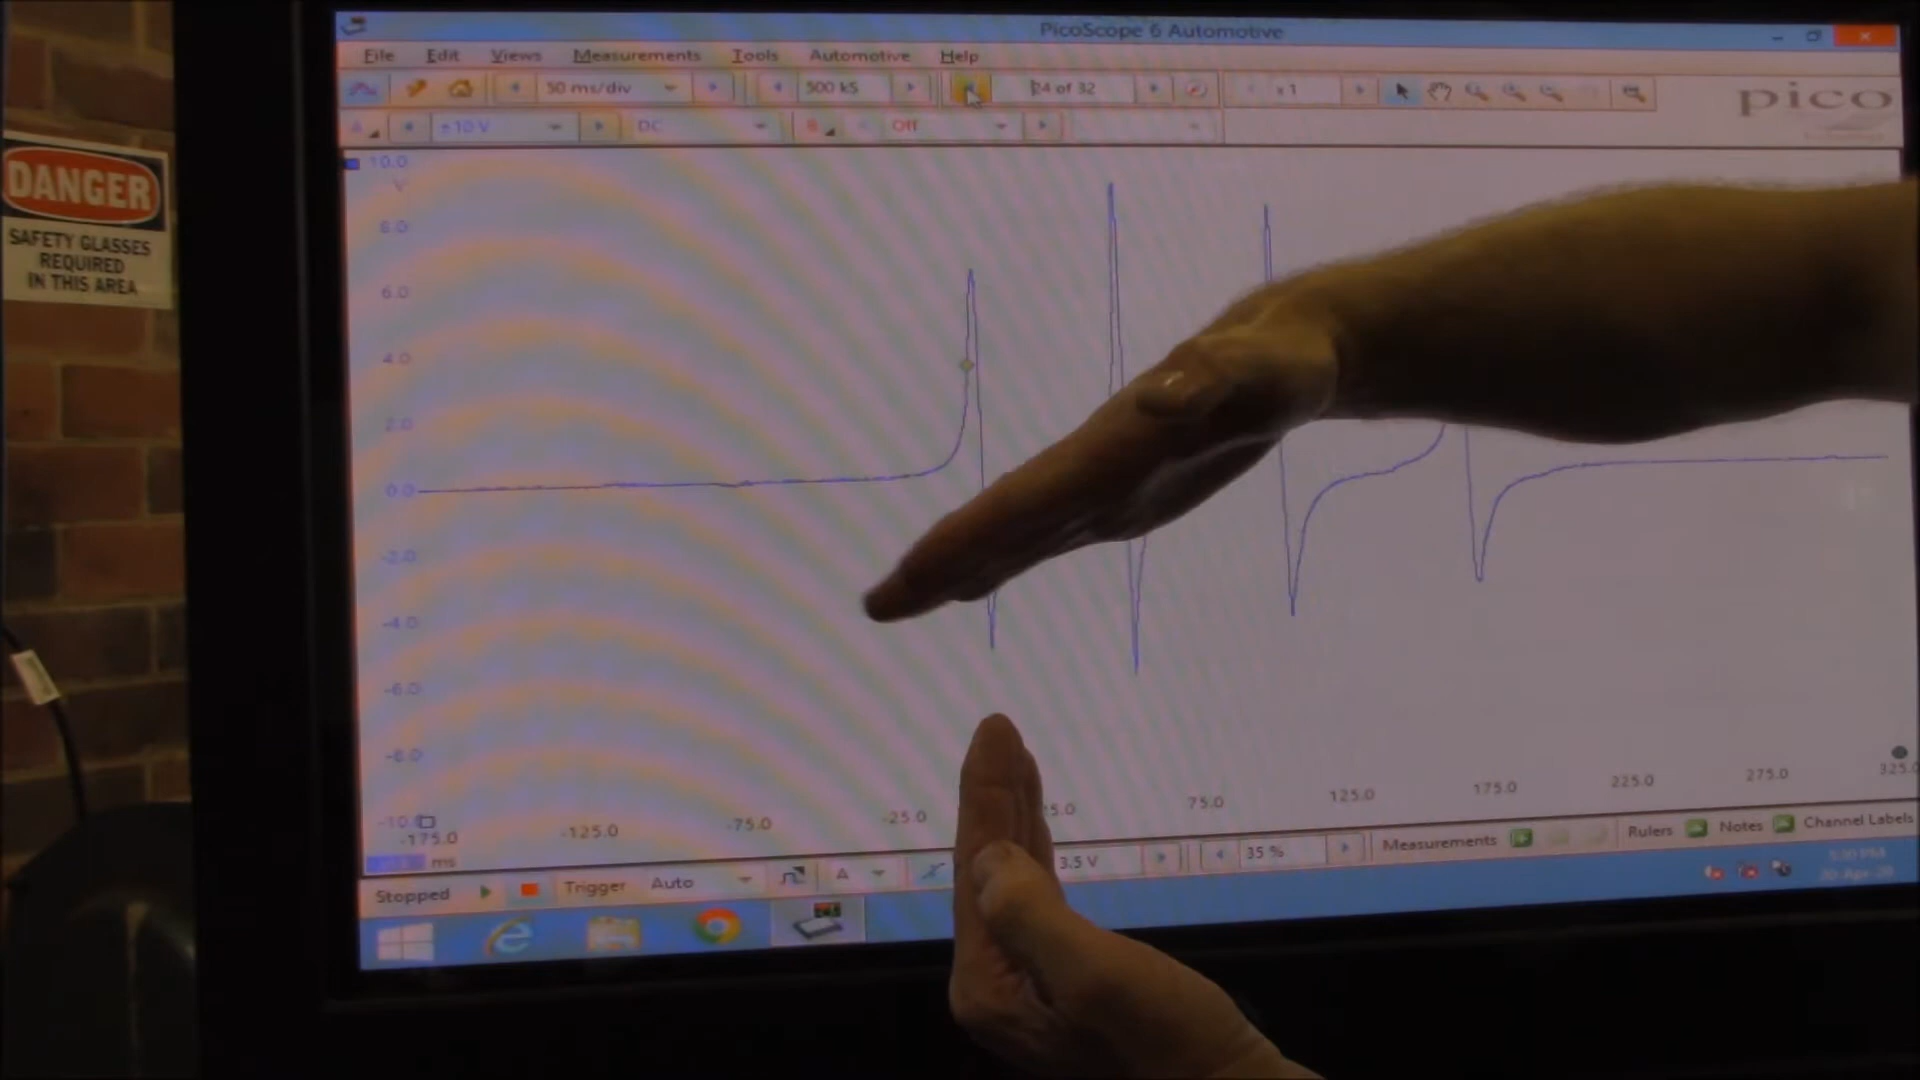 PicoScope 6 Automotive
File Edit Views Measurements Tools Automotive Help
50 ms/div 500 kS 24 of 32 x1
pico
±10 V DC Off
10.0
V
8.0
6.0
4.0
2.0
0.0
-2.0
-4.0
-6.0
-8.0
-10.0
-175.0 -125.0 -75.0 -25.0 75.0 125.0 175.0 225.0 275.0 325.0
ms
Stopped Trigger Auto A 3.5 V 35 % Measurements Rulers Notes Channel Labels
DANGER
SAFETY GLASSES
REQUIRED
IN THIS AREA